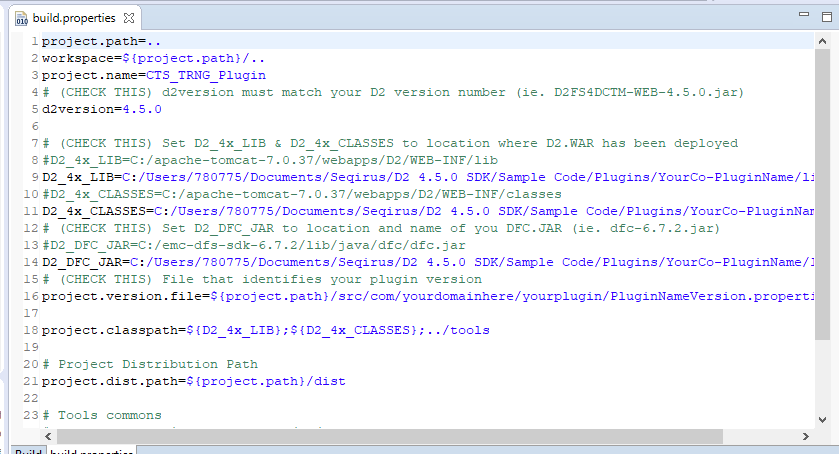 build.properties
1 project.path=..
2 workspace=${project.path}/..
3 project.name=CTS_TRNG_Plugin
4 # (CHECK THIS) d2version must match your D2 version number (ie. D2FS4DCTM-WEB-4.5.0.jar)
5 d2version=4.5.0
6
7 # (CHECK THIS) Set D2_4x_LIB & D2_4x_CLASSES to location where D2.WAR has been deployed
8 #D2_4x_LIB=C:/apache-tomcat-7.0.37/webapps/D2/WEB-INF/lib
9 D2_4x_LIB=C:/Users/780775/Documents/Seqirus/D2 4.5.0 SDK/Sample Code/Plugins/YourCo-PluginName/li
10 #D2_4x_CLASSES=C:/apache-tomcat-7.0.37/webapps/D2/WEB-INF/classes
11 D2_4x_CLASSES=C:/Users/780775/Documents/Seqirus/D2 4.5.0 SDK/Sample Code/Plugins/YourCo-PluginNam
12 # (CHECK THIS) Set D2_DFC_JAR to location and name of you DFC.JAR (ie. dfc-6.7.2.jar)
13 #D2_DFC_JAR=C:/emc-dfs-sdk-6.7.2/lib/java/dfc/dfc.jar
14 D2_DFC_JAR=C:/Users/780775/Documents/Seqirus/D2 4.5.0 SDK/Sample Code/Plugins/YourCo-PluginName/l
15 # (CHECK THIS) File that identifies your plugin version
16 project.version.file=${project.path}/src/com/yourdomainhere/yourplugin/PluginNameVersion.properti
17
18 project.classpath=${D2_4x_LIB};${D2_4x_CLASSES};../tools
19
20 # Project Distribution Path
21 project.dist.path=${project.path}/dist
22
23 # Tools commons
Build build.properties